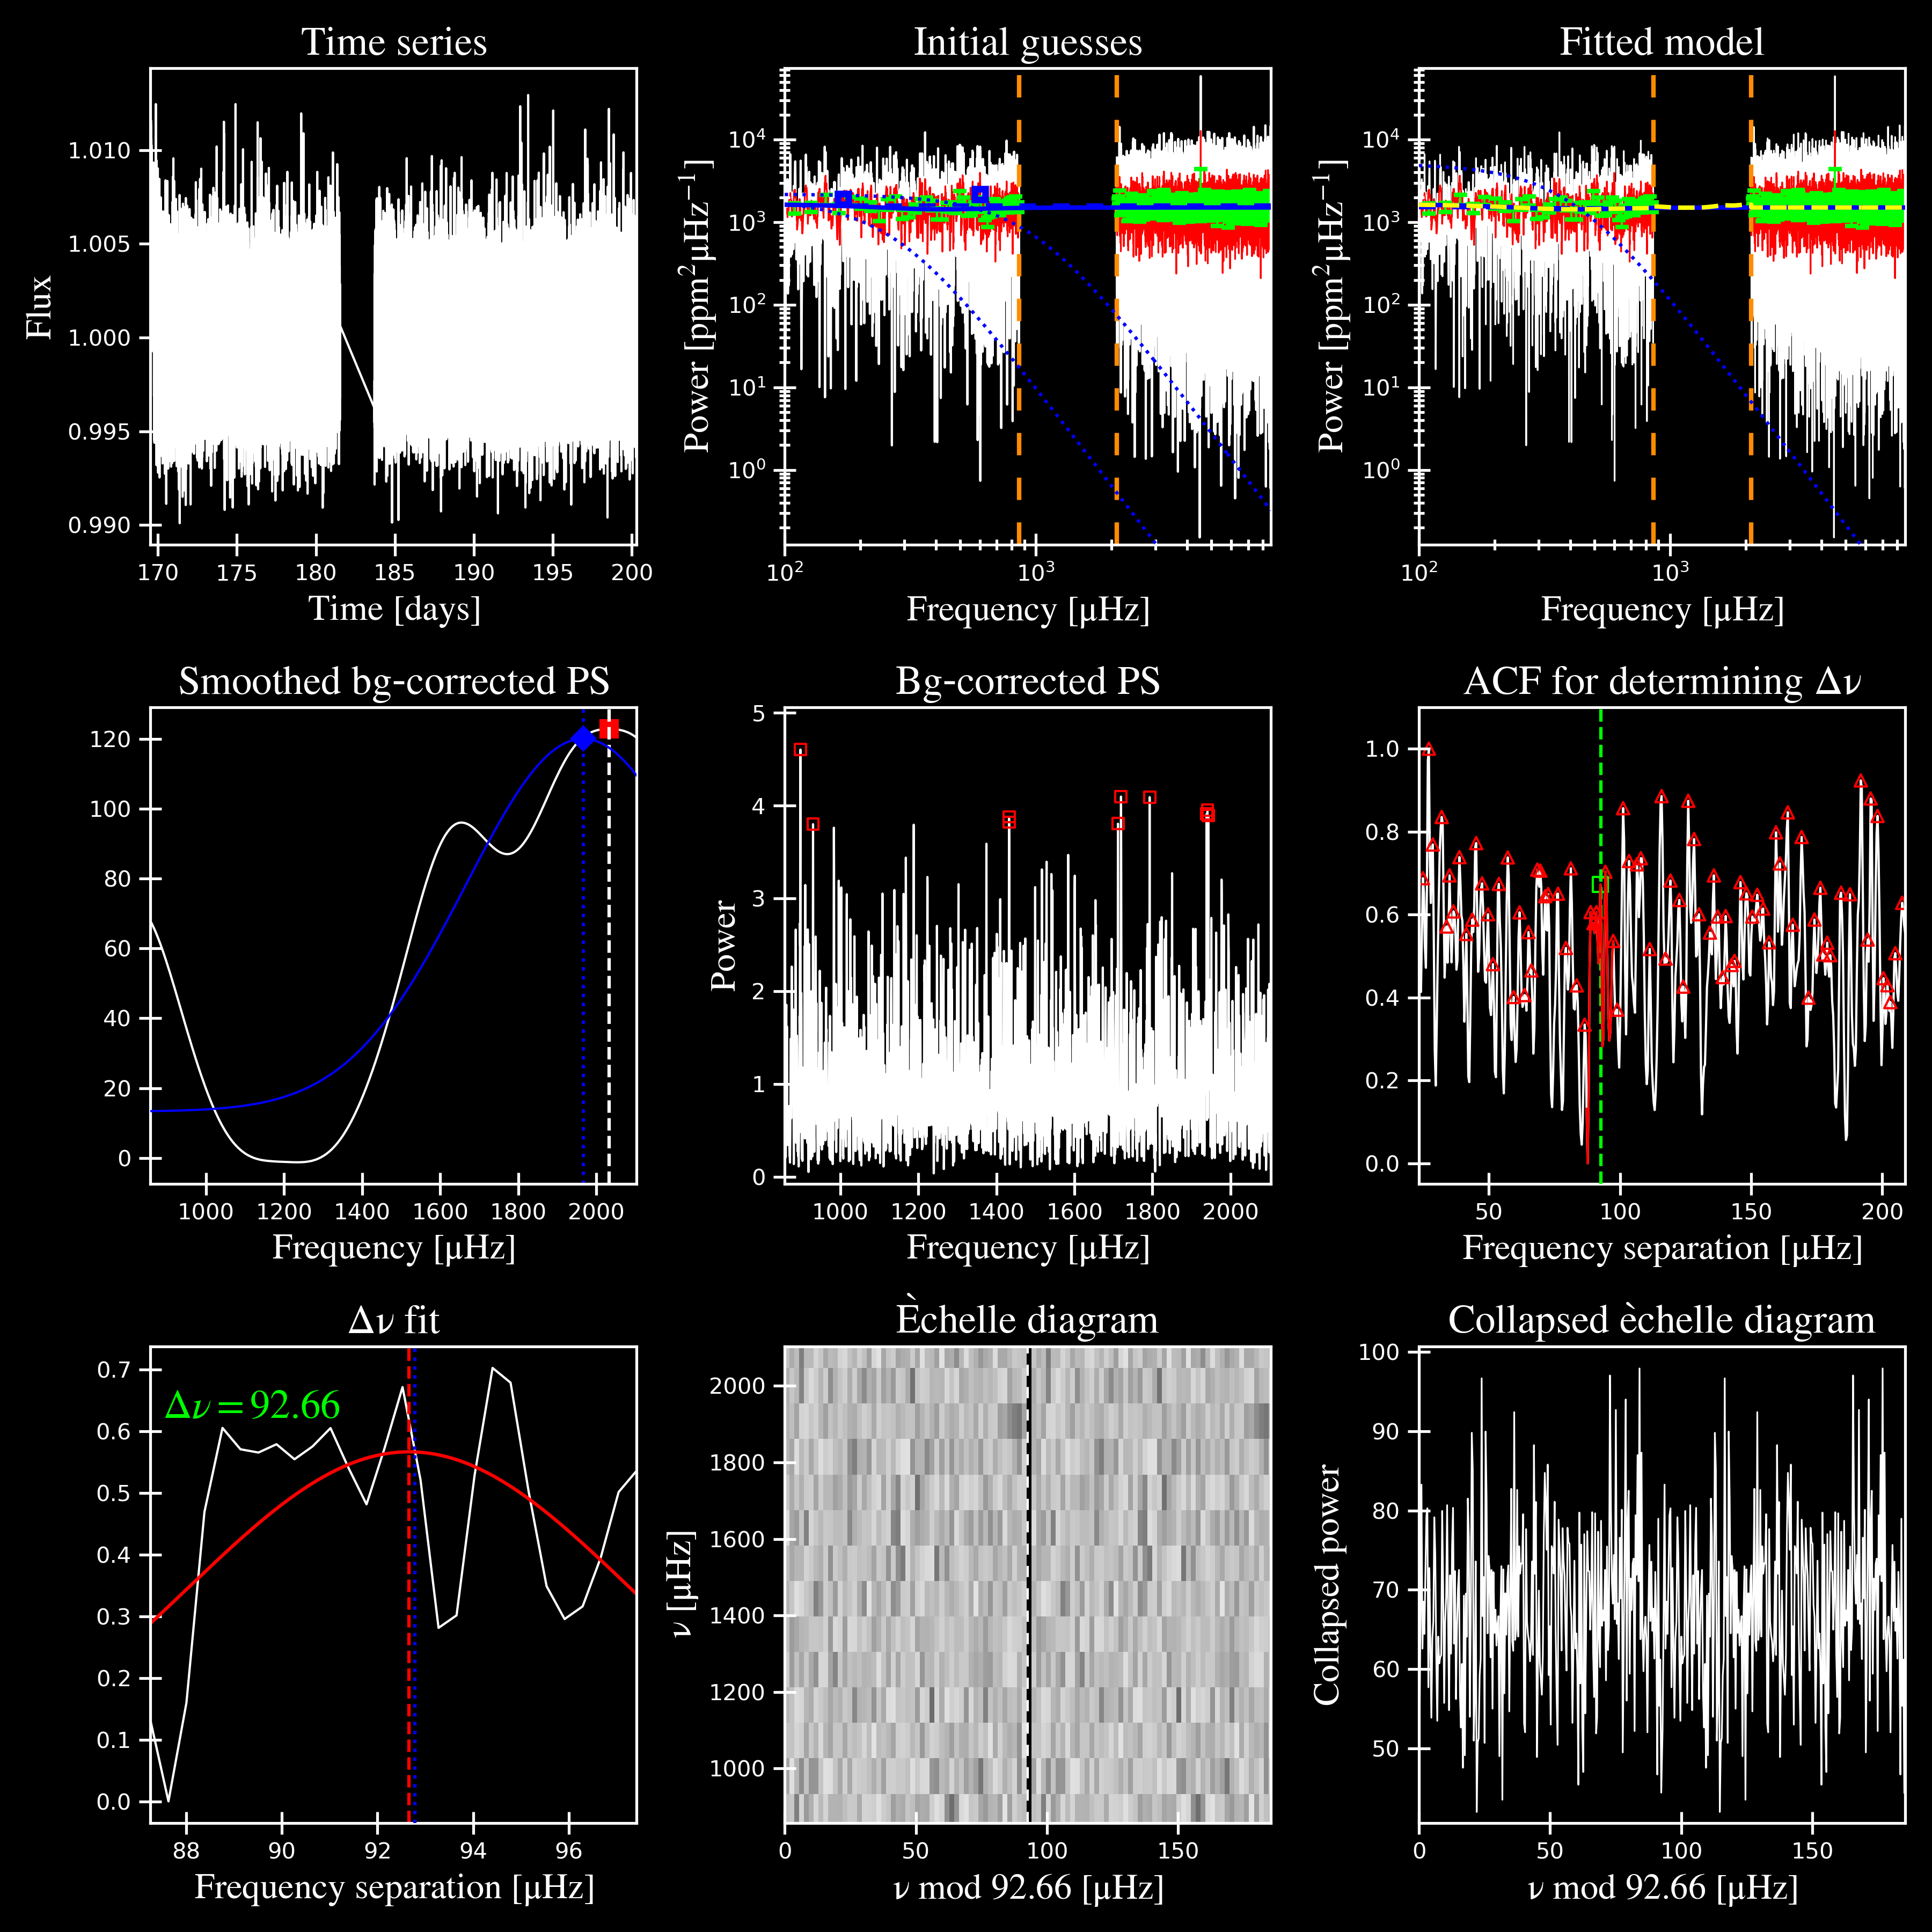 Time series
Initial guesses
Fitted model
1.010
1.005
1.000
0.995
0.990
Flux
170 175 180 185 190 195 200
Time [days]
10⁴
10³
10²
10¹
10⁰
Power [ppm²μHz⁻¹]
10² 10³
Frequency [μHz]
10⁴
10³
10²
10¹
10⁰
Power [ppm²μHz⁻¹]
10² 10³
Frequency [μHz]
Smoothed bg-corrected PS
Bg-corrected PS
ACF for determining Δν
120
100
80
60
40
20
0
1000 1200 1400 1600 1800 2000
Frequency [μHz]
5
4
3
2
1
0
Power
1000 1200 1400 1600 1800 2000
Frequency [μHz]
1.0
0.8
0.6
0.4
0.2
0.0
50 100 150 200
Frequency separation [μHz]
Δν fit
Èchelle diagram
Collapsed èchelle diagram
Δν = 92.66
0.7
0.6
0.5
0.4
0.3
0.2
0.1
0.0
88 90 92 94 96
Frequency separation [μHz]
2000
1800
1600
1400
1200
1000
ν [μHz]
0 50 100 150
ν mod 92.66 [μHz]
100
90
80
70
60
50
Collapsed power
0 50 100 150
ν mod 92.66 [μHz]